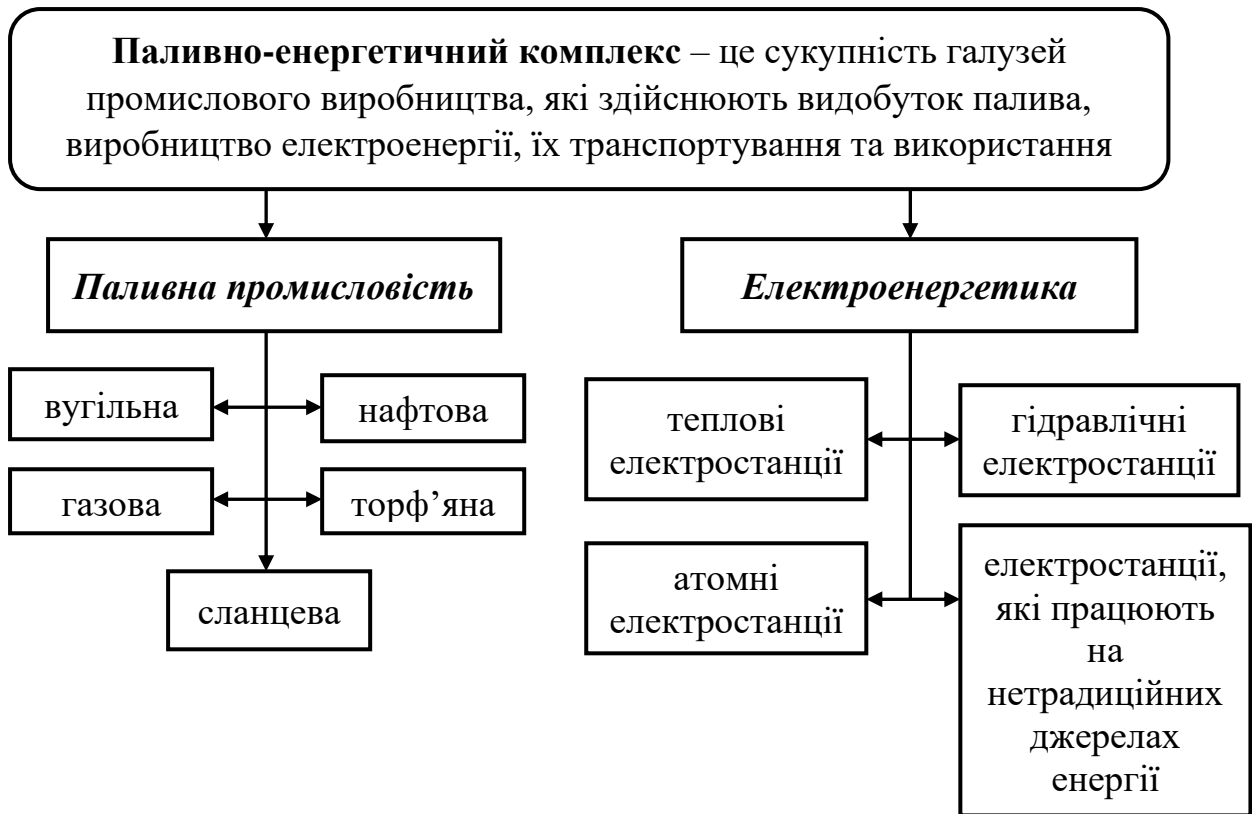 Паливно-енергетичний комплекс – це сукупність галузей
промислового виробництва, які здійснюють видобуток палива,
виробництво електроенергії, їх транспортування та використання
Паливна промисловість
Електроенергетика
вугільна
нафтова
газова
торф’яна
сланцева
теплові
електростанції
гідравлічні
електростанції
атомні
електростанції
електростанції,
які працюють
на
нетрадиційних
джерелах
енергії